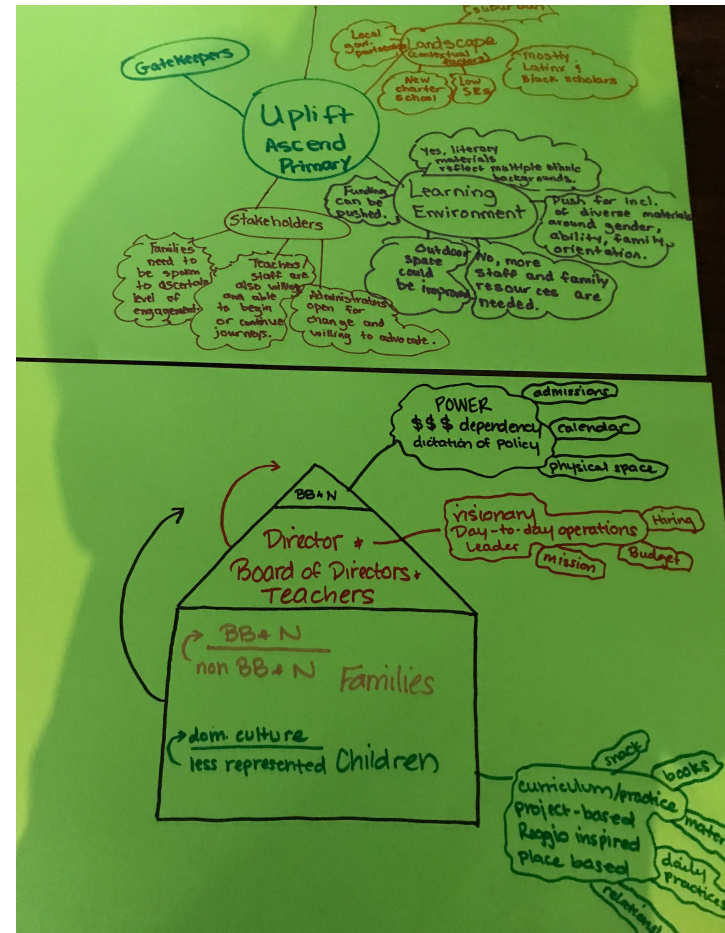 suburban
Local
gov.
Landscape
(contextual
factors)
GateKeepers
New
charter
school
Low
SES
mostly
Latinx &
Black scholars
Uplift
Ascend
Primary
Yes, literacy
materials
reflect multiple ethnic
backgrounds.
Funding
can be
pushed.
Learning
Environment
Push for incl.
of diverse materials
around gender,
ability, family
orientation.
Stakeholders
Outdoor
space
could
be improved
No, more
staff and family
resources are
needed.
Families
need to
be spoken
to ascertain
level of
engagement.
Teachers/
staff are
also willing
and able
to begin
or continue
journeys.
Administrators
open for
change and
willing to advocate.
POWER
$$$ dependency
dictation of policy
admissions
calendar
physical space
BB&N
Director *
Board of Directors *
Teachers
visionary
Day-to-day operations
Leader
Hiring
Budget
mission
BB&N
non BB&N
Families
dom. culture
less represented
Children
snack
books
curriculum/practice
project-based
Reggio inspired
place based
mater
daily
practices
relations